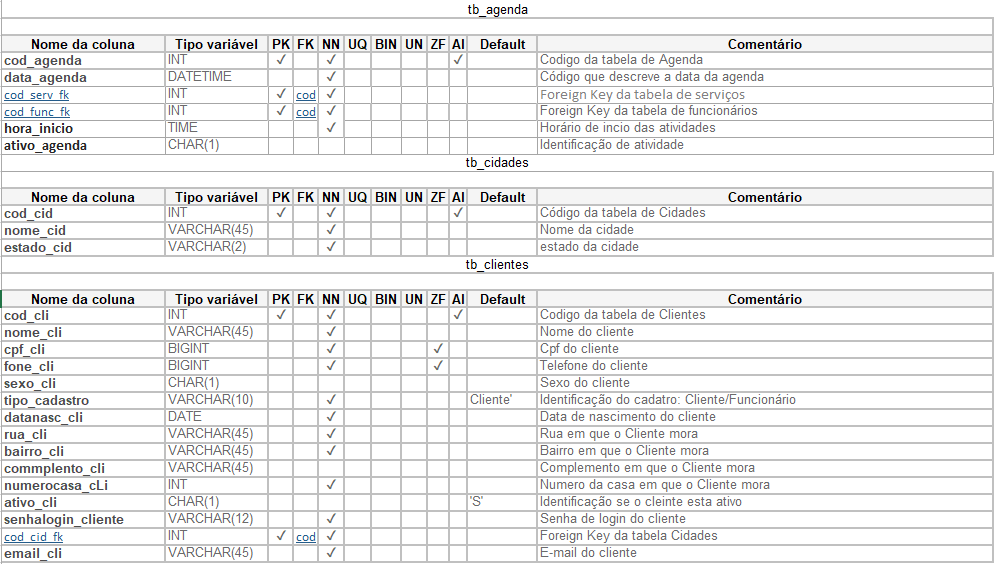 tb_agenda
Nome da coluna Tipo variável PK FK NN UQ BIN UN ZF AI Default Comentário
cod_agenda INT ✓ ✓ ✓ Codigo da tabela de Agenda
data_agenda DATETIME ✓ Código que descreve a data da agenda
cod_serv_fk INT ✓ cod ✓ Foreign Key da tabela de serviços
cod_func_fk INT ✓ cod ✓ Foreign Key da tabela de funcionários
hora_inicio TIME ✓ Horário de incio das atividades
ativo_agenda CHAR(1) Identificação de atividade
tb_cidades
Nome da coluna Tipo variável PK FK NN UQ BIN UN ZF AI Default Comentário
cod_cid INT ✓ ✓ ✓ Código da tabela de Cidades
nome_cid VARCHAR(45) ✓ Nome da cidade
estado_cid VARCHAR(2) ✓ estado da cidade
tb_clientes
Nome da coluna Tipo variável PK FK NN UQ BIN UN ZF AI Default Comentário
cod_cli INT ✓ ✓ ✓ Codigo da tabela de Clientes
nome_cli VARCHAR(45) ✓ Nome do cliente
cpf_cli BIGINT ✓ ✓ Cpf do cliente
fone_cli BIGINT ✓ ✓ Telefone do cliente
sexo_cli CHAR(1) Sexo do cliente
tipo_cadastro VARCHAR(10) ✓ Cliente' Identificação do cadatro: Cliente/Funcionário
datanasc_cli DATE ✓ Data de nascimento do cliente
rua_cli VARCHAR(45) ✓ Rua em que o Cliente mora
bairro_cli VARCHAR(45) ✓ Bairro em que o Cliente mora
commplento_cli VARCHAR(45) Complemento em que o Cliente mora
numerocasa_cLi INT ✓ Numero da casa em que o Cliente mora
ativo_cli CHAR(1) 'S' Identificação se o cleinte esta ativo
senhalogin_cliente VARCHAR(12) ✓ Senha de login do cliente
cod_cid_fk INT ✓ cod ✓ Foreign Key da tabela Cidades
email_cli VARCHAR(45) ✓ E-mail do cliente